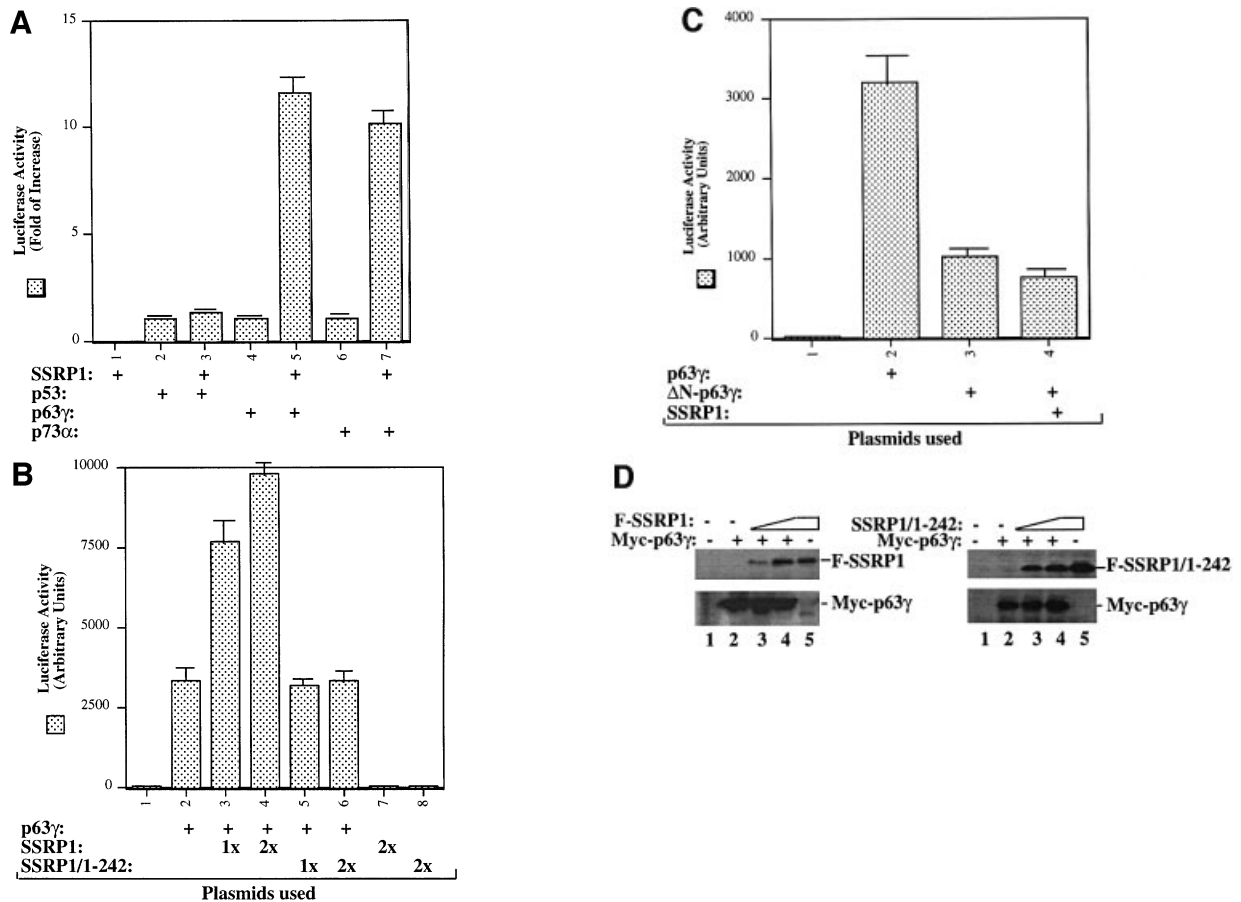 A
15
10
5
0
Luciferase Activity
(Fold of Increase)
1 2 3 4 5 6 7
SSRP1: + + + +
p53: + +
p63γ: + +
p73α: + +
B
10000
7500
5000
2500
0
Luciferase Activity
(Arbitrary Units)
1 2 3 4 5 6 7 8
p63γ: + + + + +
SSRP1: 1x 2x 2x
SSRP1/1-242: 1x 2x 2x
Plasmids used
C
4000
3000
2000
1000
0
Luciferase Activity
(Arbitrary Units)
1 2 3 4
p63γ: +
ΔN-p63γ: + +
SSRP1: +
Plasmids used
D
F-SSRP1: - -
Myc-p63γ: - + + + -
-F-SSRP1
- Myc-p63γ
1 2 3 4 5
SSRP1/1-242: - -
Myc-p63γ: - + + + -
-F-SSRP1/1-242
- Myc-p63γ
1 2 3 4 5